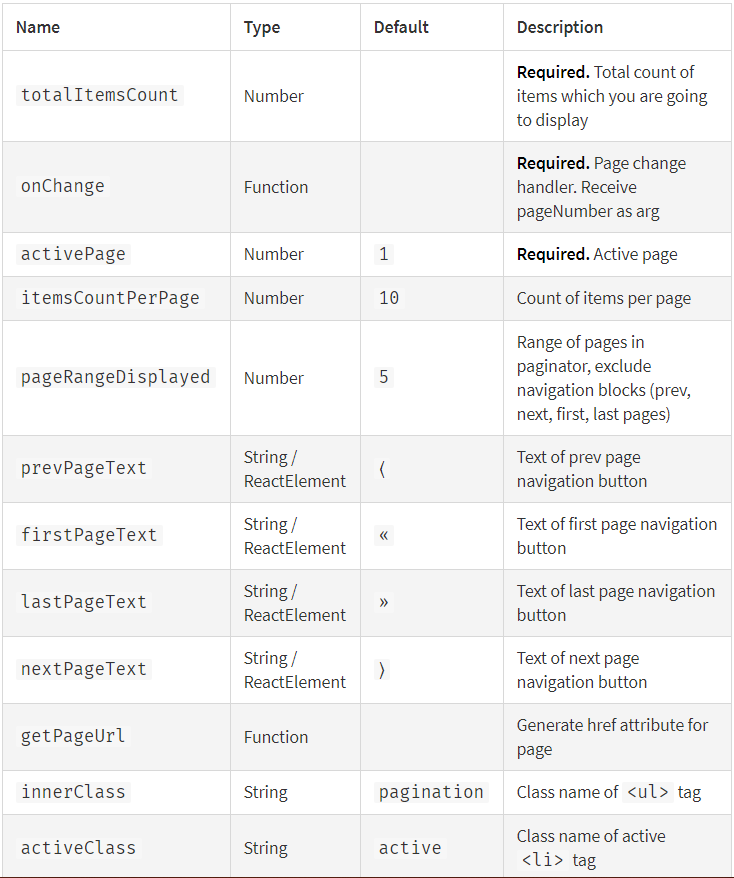 Name Type Default Description
totalItemsCount Number Required. Total count of
items which you are going
to display
onChange Function Required. Page change
handler. Receive
pageNumber as arg
activePage Number 1 Required. Active page
itemsCountPerPage Number 10 Count of items per page
pageRangeDisplayed Number 5 Range of pages in
paginator, exclude
navigation blocks (prev,
next, first, last pages)
prevPageText String / ReactElement ⟨ Text of prev page
navigation button
firstPageText String / ReactElement « Text of first page navigation
button
lastPageText String / ReactElement » Text of last page navigation
button
nextPageText String / ReactElement ⟩ Text of next page
navigation button
getPageUrl Function Generate href attribute for
page
innerClass String pagination Class name of <ul> tag
activeClass String active Class name of active
<li> tag